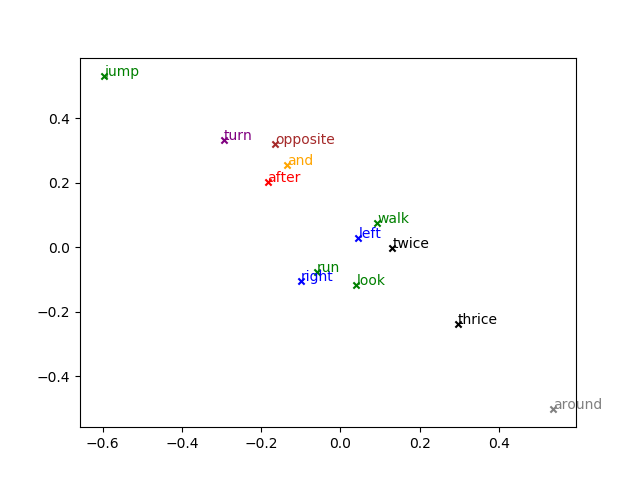 jump
turn
opposite
and
after
walk
left
twice
run
right
look
thrice
around
0.4
0.2
0.0
−0.2
−0.4
−0.6
−0.4
−0.2
0.0
0.2
0.4